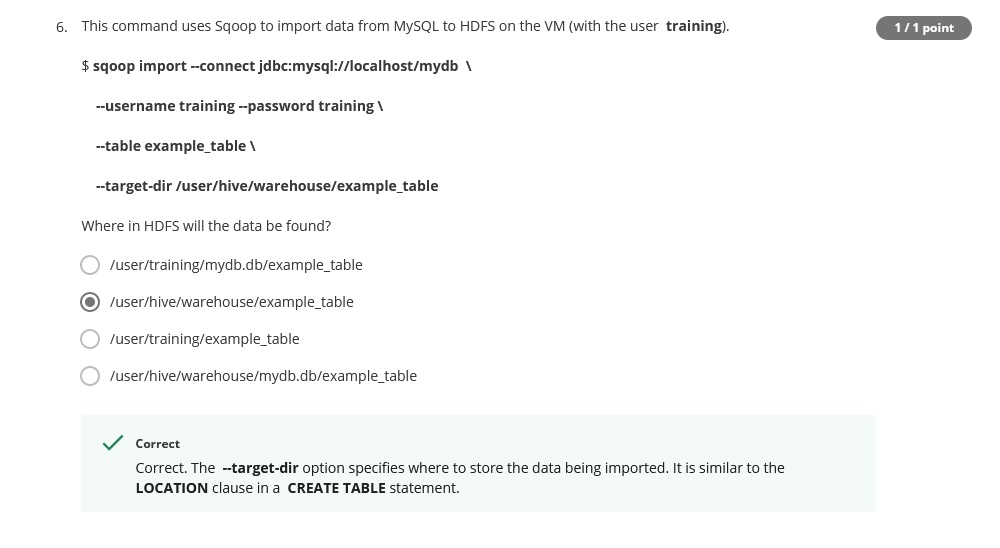 6. This command uses Sqoop to import data from MySQL to HDFS on the VM (with the user training).
1 / 1 point
$ sqoop import --connect jdbc:mysql://localhost/mydb \
--username training --password training \
--table example_table \
--target-dir /user/hive/warehouse/example_table
Where in HDFS will the data be found?
/user/training/mydb.db/example_table
/user/hive/warehouse/example_table
/user/training/example_table
/user/hive/warehouse/mydb.db/example_table
Correct
Correct. The --target-dir option specifies where to store the data being imported. It is similar to the
LOCATION clause in a CREATE TABLE statement.